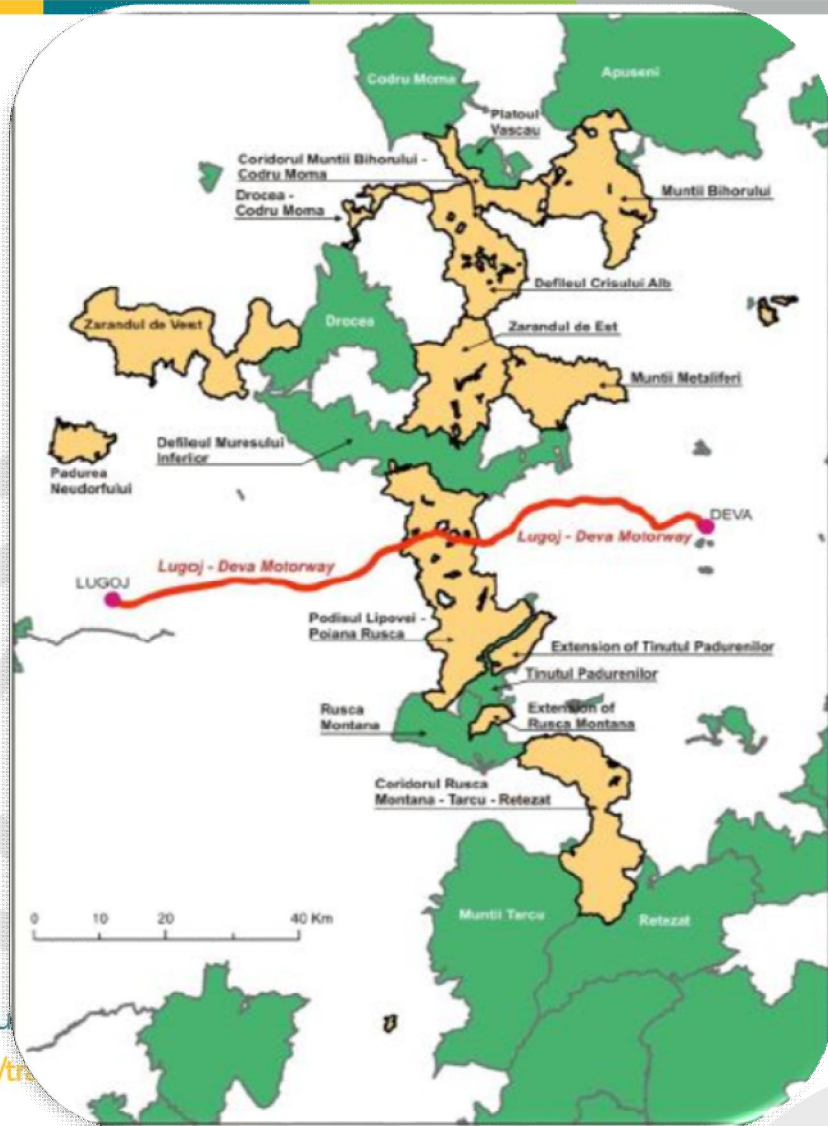 Codru Moma
Apuseni
Platoul
Vascau
Coridorul Muntii Bihorului -
Codru Moma
Drocea -
Codru Moma
Muntii Bihorului
Defileul Crisului Alb
Zarandul de Vest
Drocea
Zarandul de Est
Muntii Metaliferi
Defileul Muresului
Inferior
Padurea
Neudorfului
DEVA
Lugoj - Deva Motorway
Lugoj - Deva Motorway
LUGOJ
Podisul Lipovei -
Poiana Rusca
Extension of Tinutul Padurenilor
Tinutul Padurenilor
Rusca
Montana
Extension of
Rusca Montana
Coridorul Rusca
Montana - Tarcu - Retezat
Muntii Tarcu
Retezat
0 10 20 40 Km